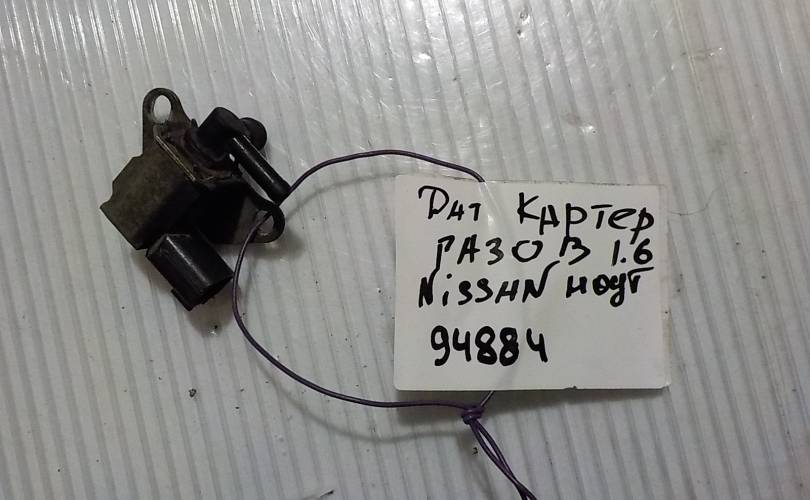 Дат Картер
ГАЗОВ 1.6
NiSSAN НОУТ
94884